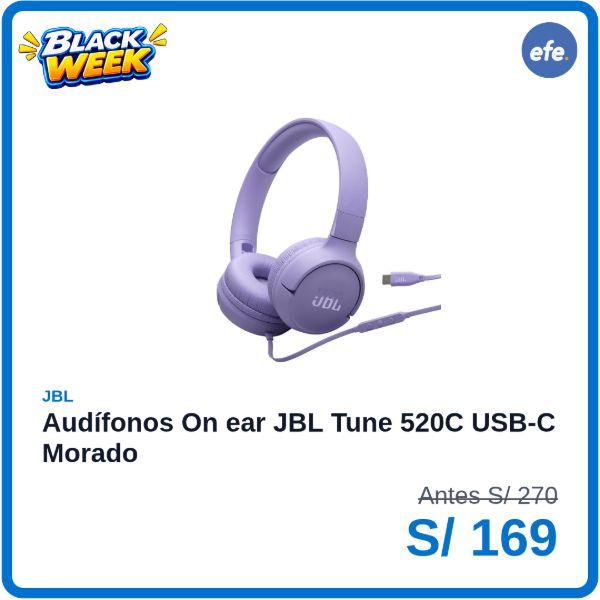 BLACK
WEEK
efe.
JBL
JBL
Audífonos On ear JBL Tune 520C USB-C
Morado
Antes S/ 270
S/ 169